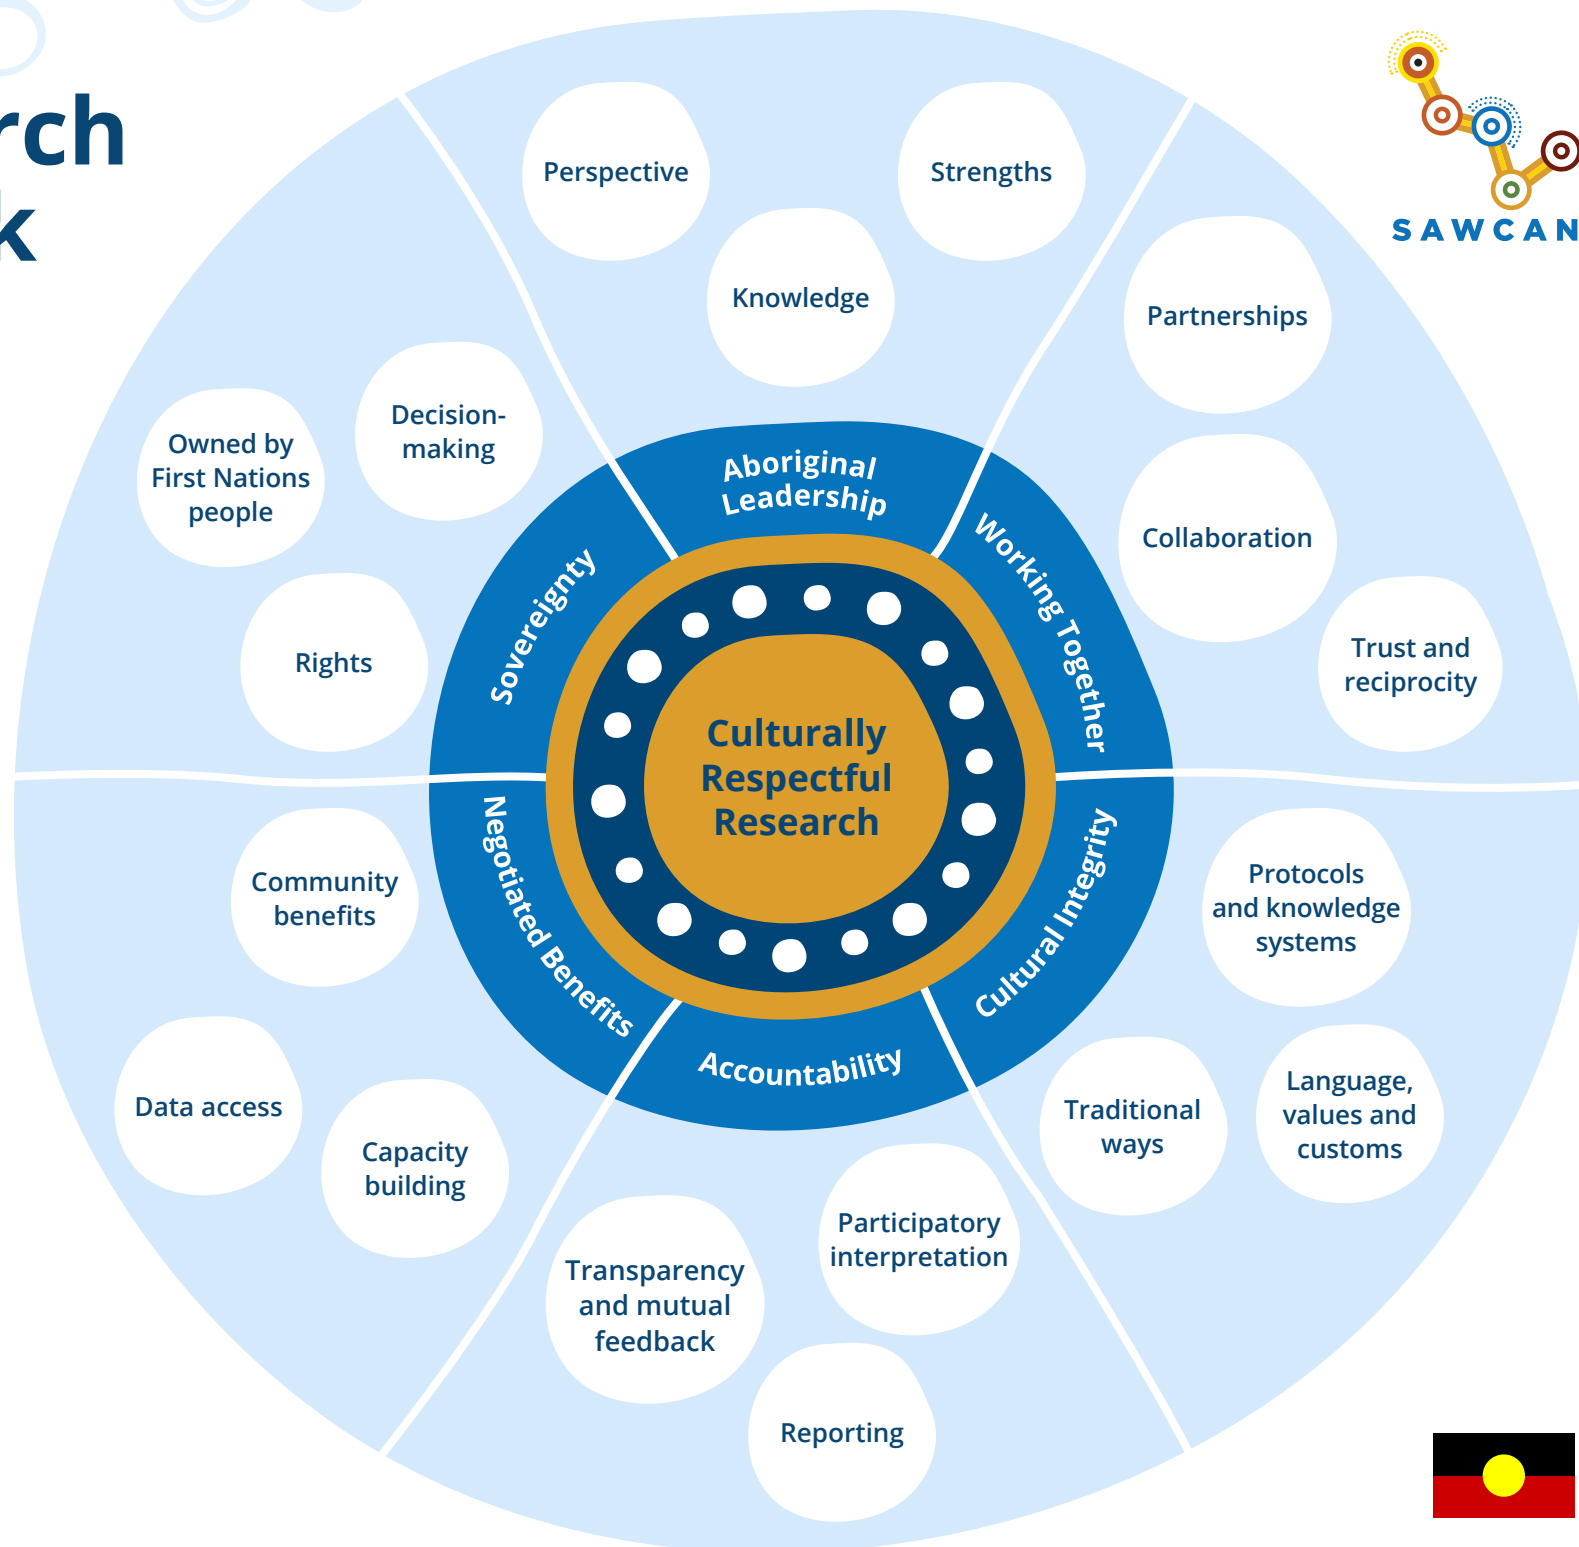 rch
k
SAWCAN
Perspective
Strengths
Knowledge
Partnerships
Collaboration
Trust and
reciprocity
Decision-
making
Owned by
First Nations
people
Rights
Aboriginal
Leadership
Working Together
Sovereignty
Culturally
Respectful
Research
Negotiated Benefits
Cultural Integrity
Accountability
Protocols
and knowledge
systems
Language,
values and
customs
Traditional
ways
Community
benefits
Data access
Capacity
building
Participatory
interpretation
Transparency
and mutual
feedback
Reporting